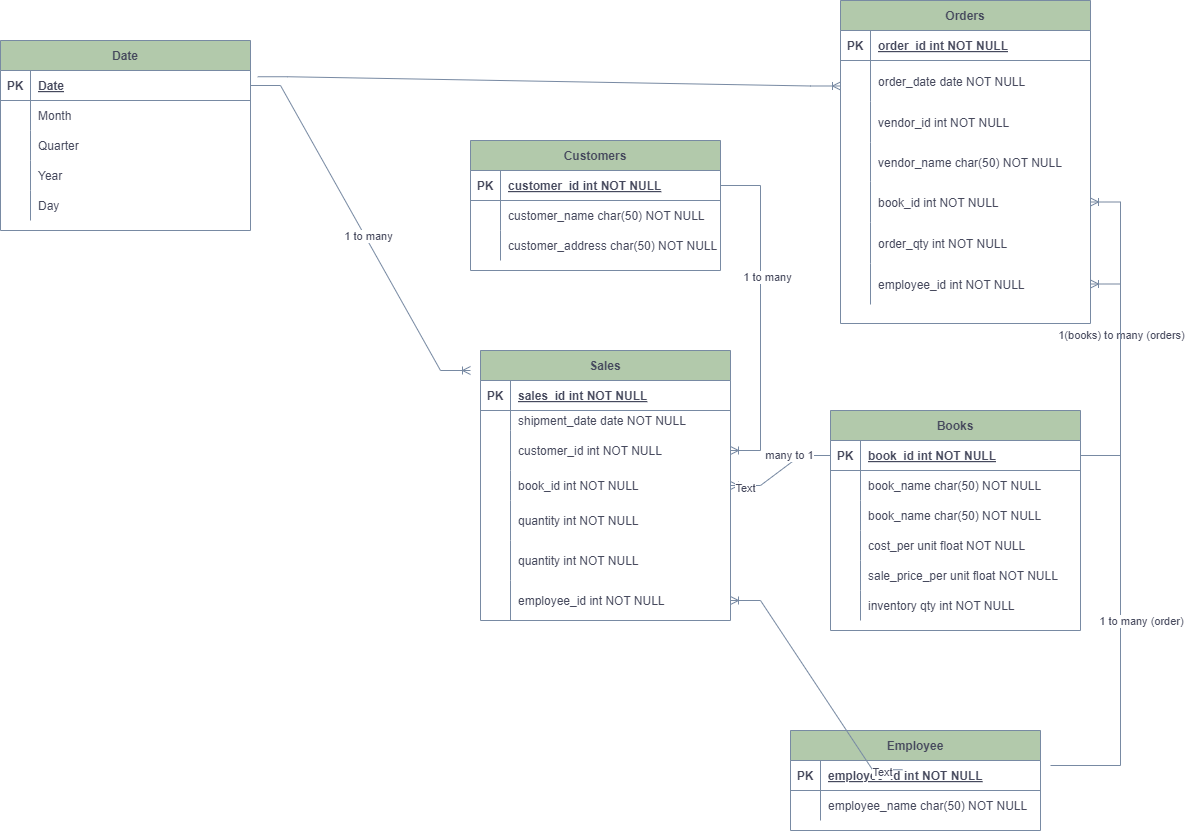 Orders
PK order_id int NOT NULL
order_date date NOT NULL
vendor_id int NOT NULL
vendor_name char(50) NOT NULL
book_id int NOT NULL
order_qty int NOT NULL
employee_id int NOT NULL
Date
PK Date
Month
Quarter
Year
Day
1 to many
Customers
PK customer_id int NOT NULL
customer_name char(50) NOT NULL
customer_address char(50) NOT NULL
1 to many
1(books) to many (orders)
Sales
PK sales_id int NOT NULL
shipment_date date NOT NULL
customer_id int NOT NULL
book_id int NOT NULL
quantity int NOT NULL
quantity int NOT NULL
employee_id int NOT NULL
many to 1
Text
Books
PK book_id int NOT NULL
book_name char(50) NOT NULL
book_name char(50) NOT NULL
cost_per unit float NOT NULL
sale_price_per unit float NOT NULL
inventory qty int NOT NULL
1 to many (order)
Employee
PK employee_id int NOT NULL
Text
employee_name char(50) NOT NULL